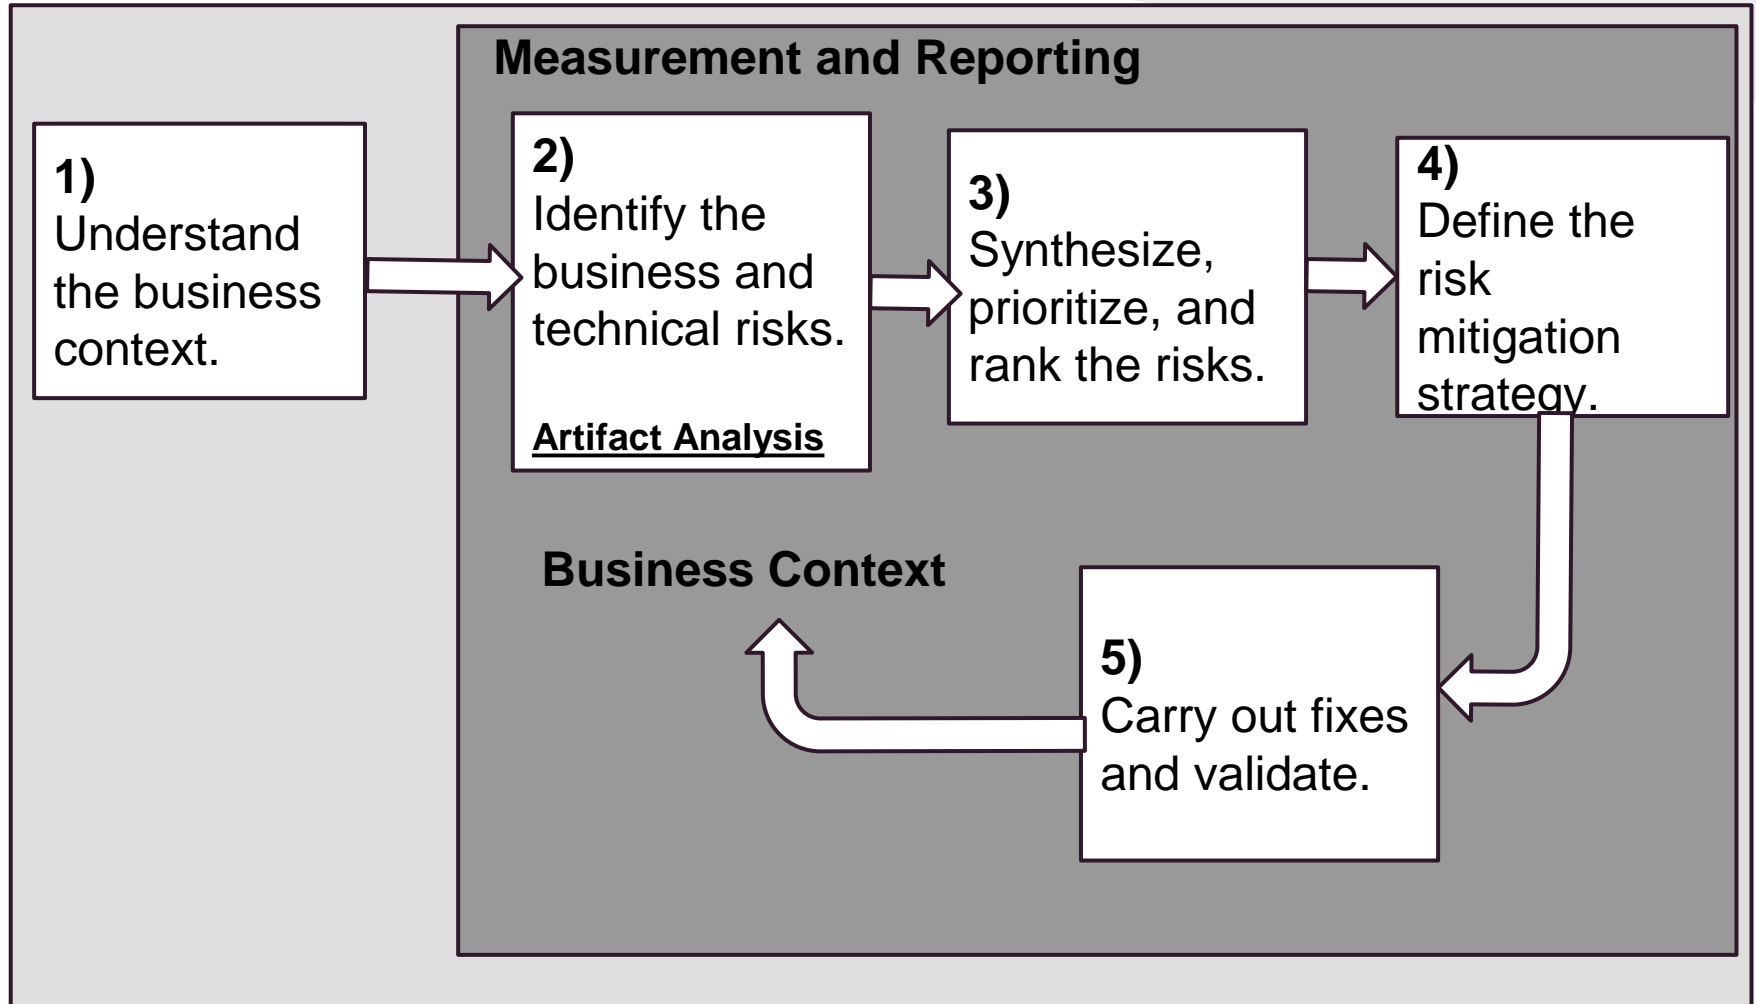 Measurement and Reporting
1)
Understand
the business
context.
2)
Identify the
business and
technical risks.
Artifact Analysis
3)
Synthesize,
prioritize, and
rank the risks.
4)
Define the
risk
mitigation
strategy.
Business Context
5)
Carry out fixes
and validate.